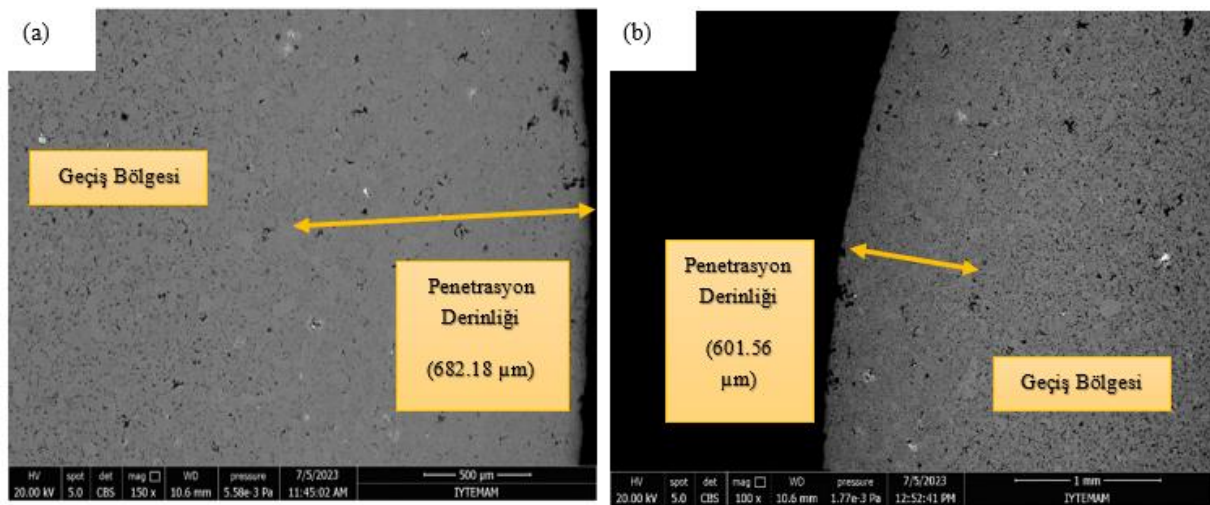 (a)
Geçiş Bölgesi
Penetrasyon
Derinliği
(682.18 µm)
HV spot det mag WD pressure 7/5/2023 500 µm
20.00 kV 5.0 CBS 150 x 10.6 mm 5.58e-3 Pa 11:45:02 AM IYTEMAM
(b)
Penetrasyon
Derinliği
(601.56
µm)
Geçiş Bölgesi
HV spot det mag WD pressure 7/5/2023 1 mm
20.00 kV 5.0 CBS 100 x 10.6 mm 1.77e-3 Pa 12:52:41 PM IYTEMAM